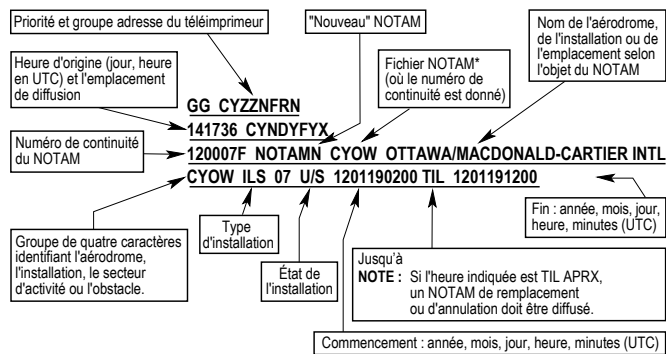 Priorité et groupe adresse du téléimprimeur
"Nouveau" NOTAM
Nom de l'aérodrome,
de l'installation ou de
l'emplacement selon
l'objet du NOTAM
Heure d'origine (jour, heure
en UTC) et l'emplacement
de diffusion
Fichier NOTAM*
(où le numéro de
continuité est donné)
Numéro de continuité
du NOTAM
GG CYZZNFRN
141736 CYNDYFYX
120007F NOTAMN CYOW OTTAWA/MACDONALD-CARTIER INTL
CYOW ILS 07 U/S 1201190200 TIL 1201191200
Groupe de quatre caractères
identifiant l'aérodrome,
l'installation, le secteur
d'activité ou l'obstacle.
Type
d'installation
État de
l'installation
Fin : année, mois, jour,
heure, minutes (UTC)
Jusqu'à
NOTE : Si l'heure indiquée est TIL APRX,
un NOTAM de remplacement
ou d'annulation doit être diffusé.
Commencement : année, mois, jour, heure, minutes (UTC)